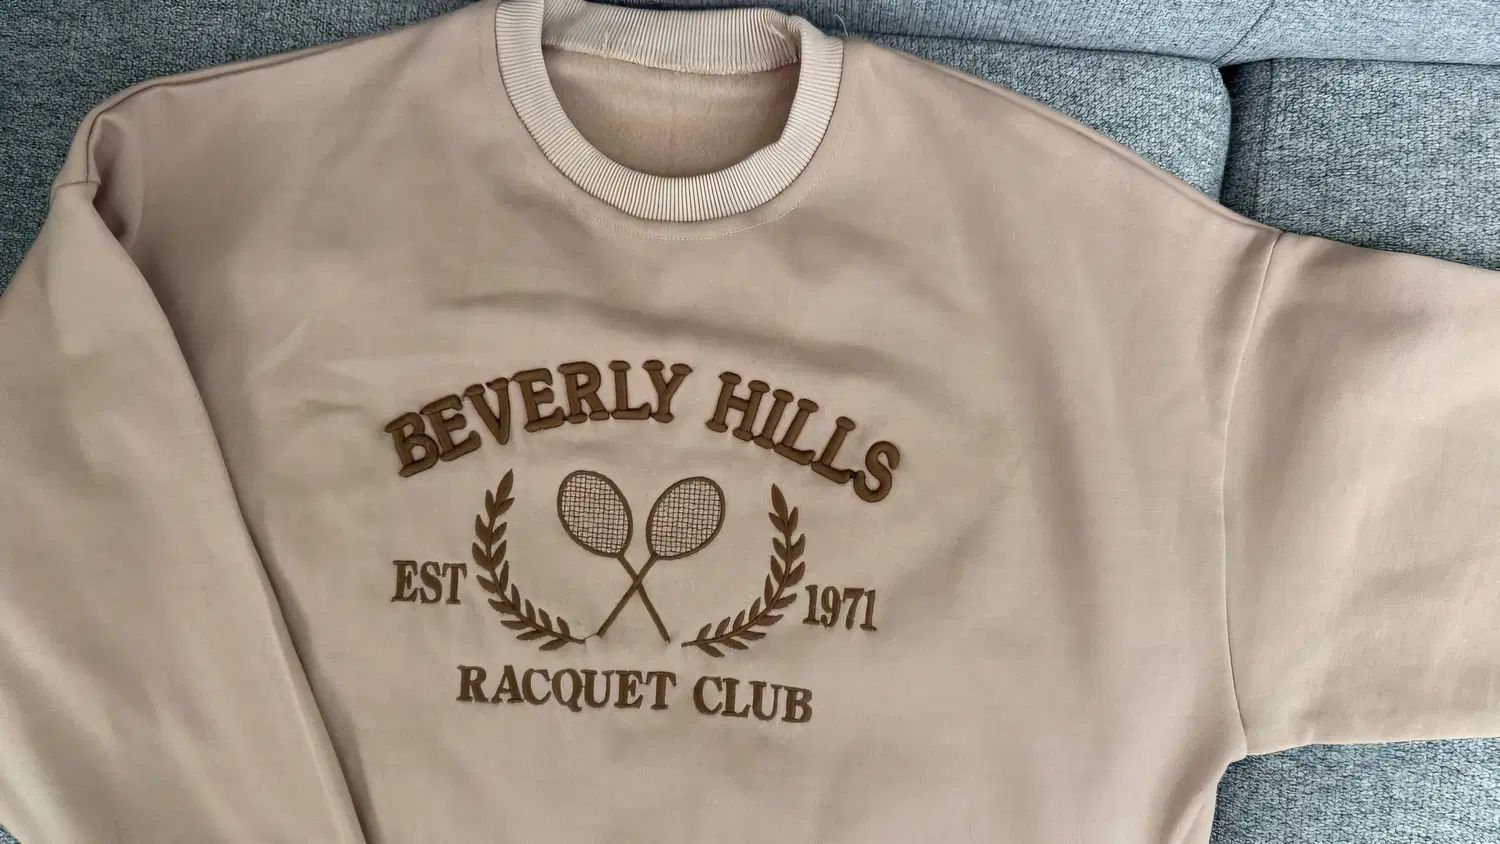 BEVERLY HILLS
EST 1971
RACQUET CLUB